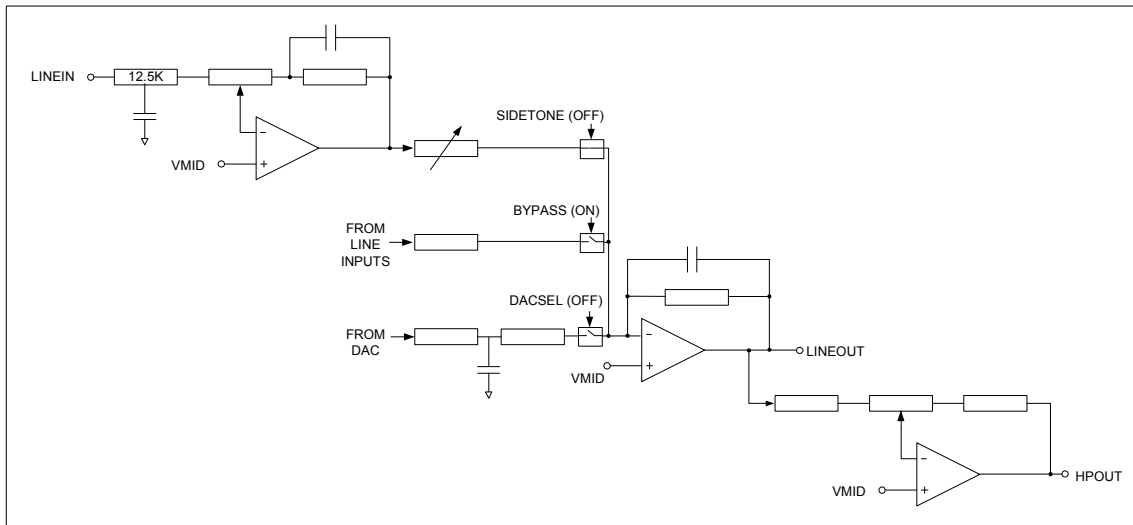 LINEIN
12.5K
VMID
SIDETONE (OFF)
BYPASS (ON)
FROM
LINE
INPUTS
DACSEL (OFF)
FROM
DAC
VMID
LINEOUT
VMID
HPOUT